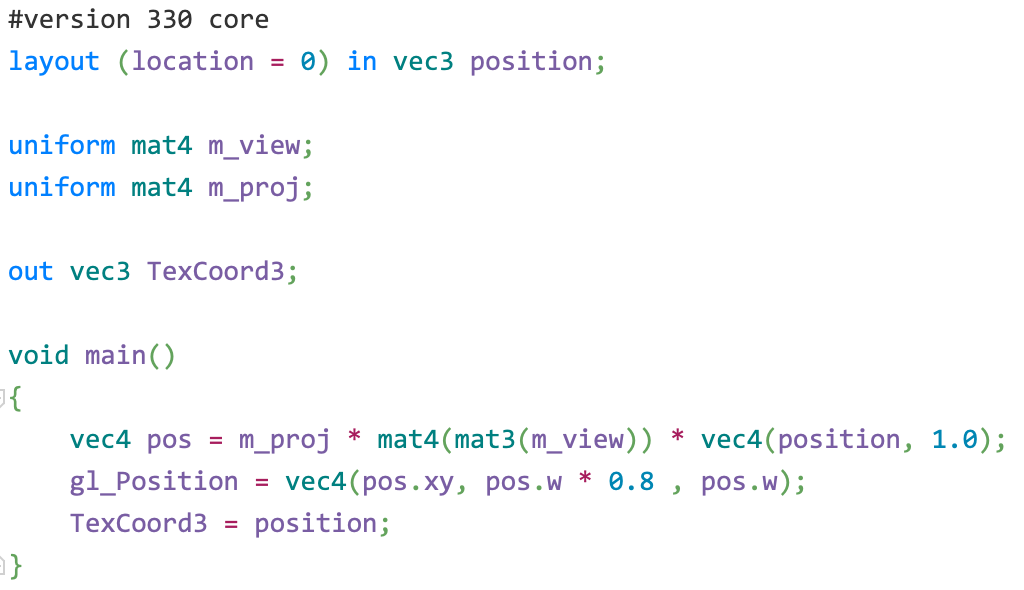 #version 330 core
layout (location = 0) in vec3 position;
uniform mat4 m_view;
uniform mat4 m_proj;
out vec3 TexCoord3;
void main()
{
    vec4 pos = m_proj * mat4(mat3(m_view)) * vec4(position, 1.0);
    gl_Position = vec4(pos.xy, pos.w * 0.8 , pos.w);
    TexCoord3 = position;
}